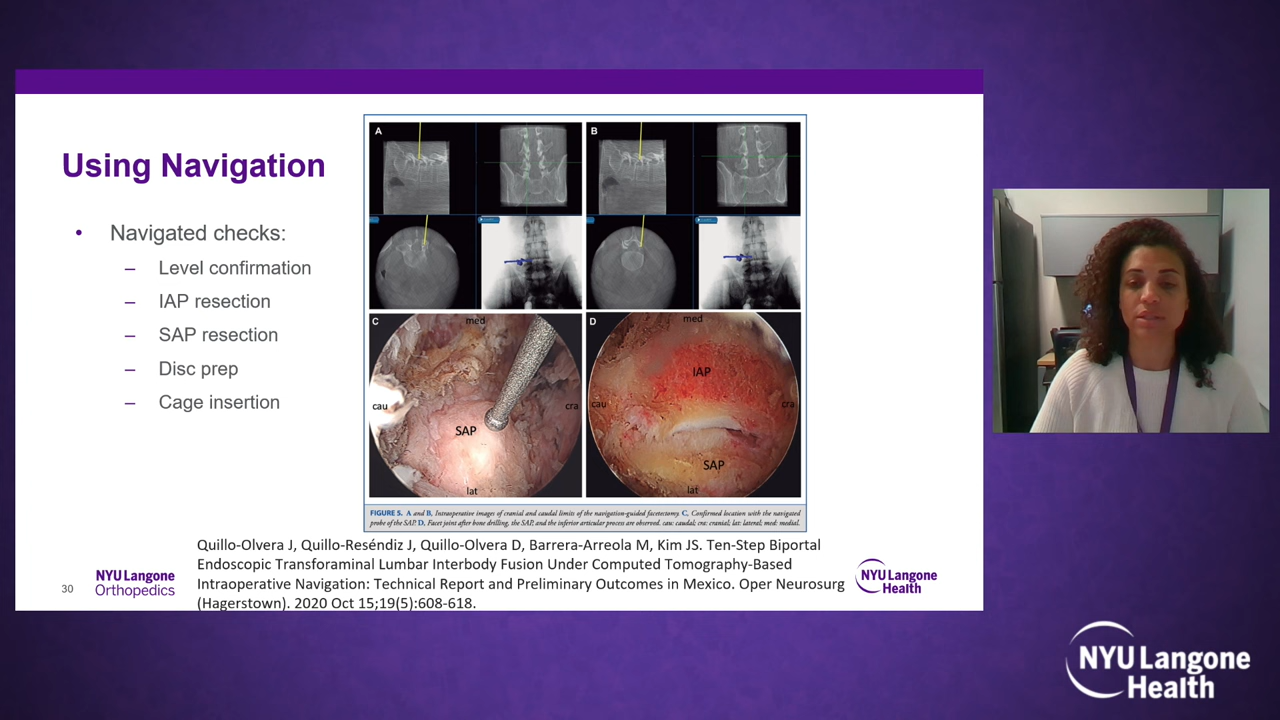 Using Navigation
• Navigated checks:
– Level confirmation
– IAP resection
– SAP resection
– Disc prep
– Cage insertion
A
B
C
med
cau
cra
SAP
lat
D
med
IAP
cau
cra
SAP
lat
FIGURE 5. A and B, Intraoperative images of cranial and caudal limits of the navigation-guided facetectomy. C, Confirmed location with the navigated
probe of the SAP. D, Facet joint after bone drilling, the SAP, and the inferior articular process are observed. cau: caudal; cra: cranial; lat: lateral; med: medial.
Quillo-Olvera J, Quillo-Reséndiz J, Quillo-Olvera D, Barrera-Arreola M, Kim JS. Ten-Step Biportal
Endoscopic Transforaminal Lumbar Interbody Fusion Under Computed Tomography-Based
Intraoperative Navigation: Technical Report and Preliminary Outcomes in Mexico. Oper Neurosurg
(Hagerstown). 2020 Oct 15;19(5):608-618.
30
NYU Langone
Orthopedics
NYU Langone
Health
NYU Langone
Health